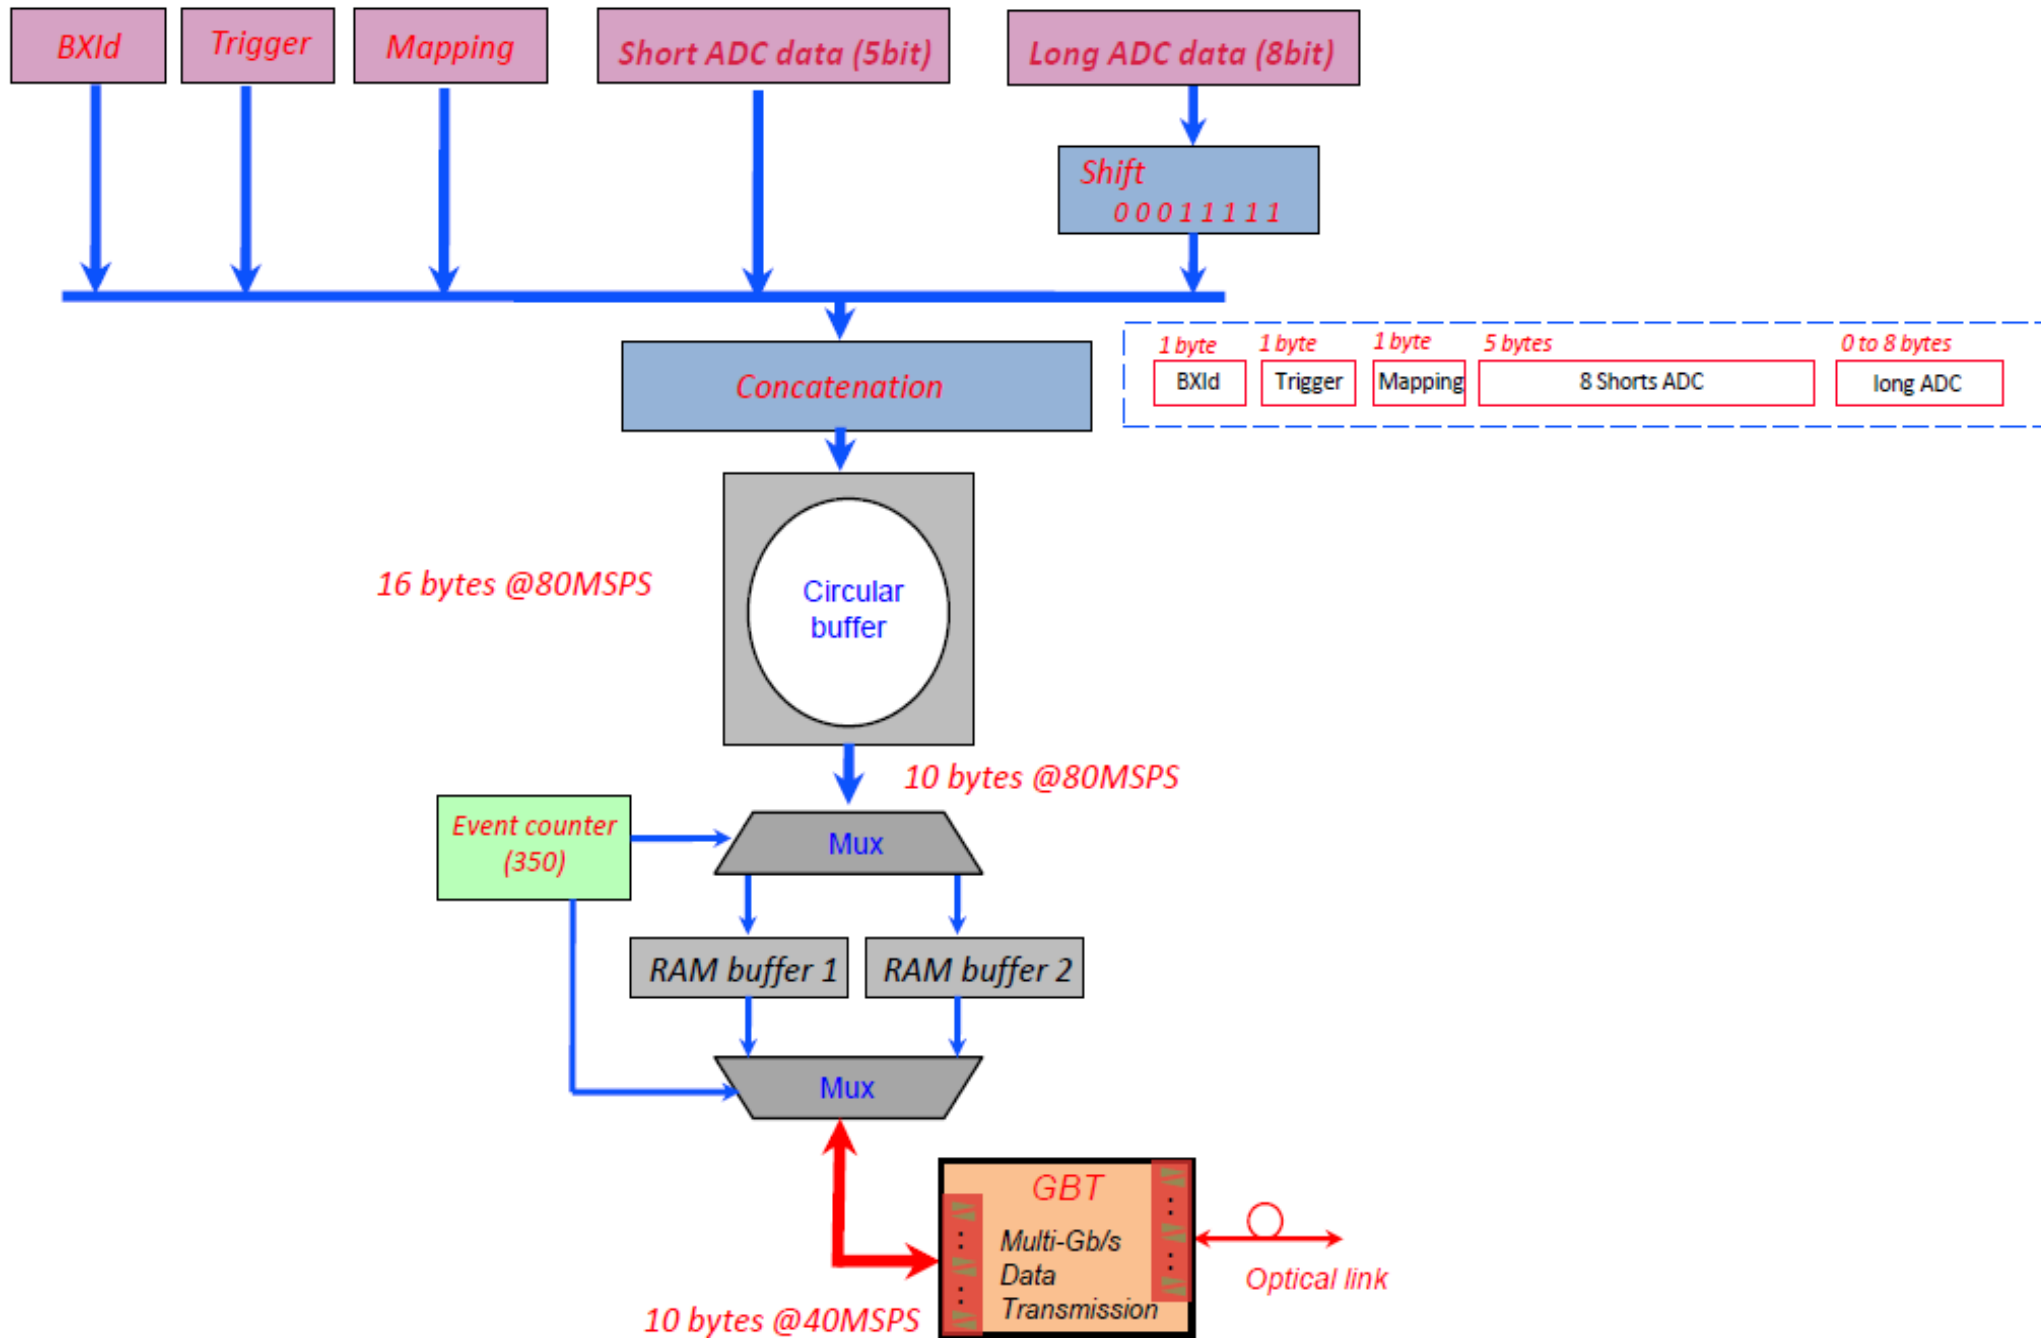 BXId
Trigger
Mapping
Short ADC data (5bit)
Long ADC data (8bit)
Shift
0 0 0 1 1 1 1 1
1 byte
1 byte
1 byte
5 bytes
0 to 8 bytes
BXId
Trigger
Mapping
8 Shorts ADC
long ADC
Concatenation
16 bytes @80MSPS
Circular
buffer
10 bytes @80MSPS
Event counter
(350)
Mux
RAM buffer 1
RAM buffer 2
Mux
GBT
Multi-Gb/s
Data
Transmission
Optical link
10 bytes @40MSPS